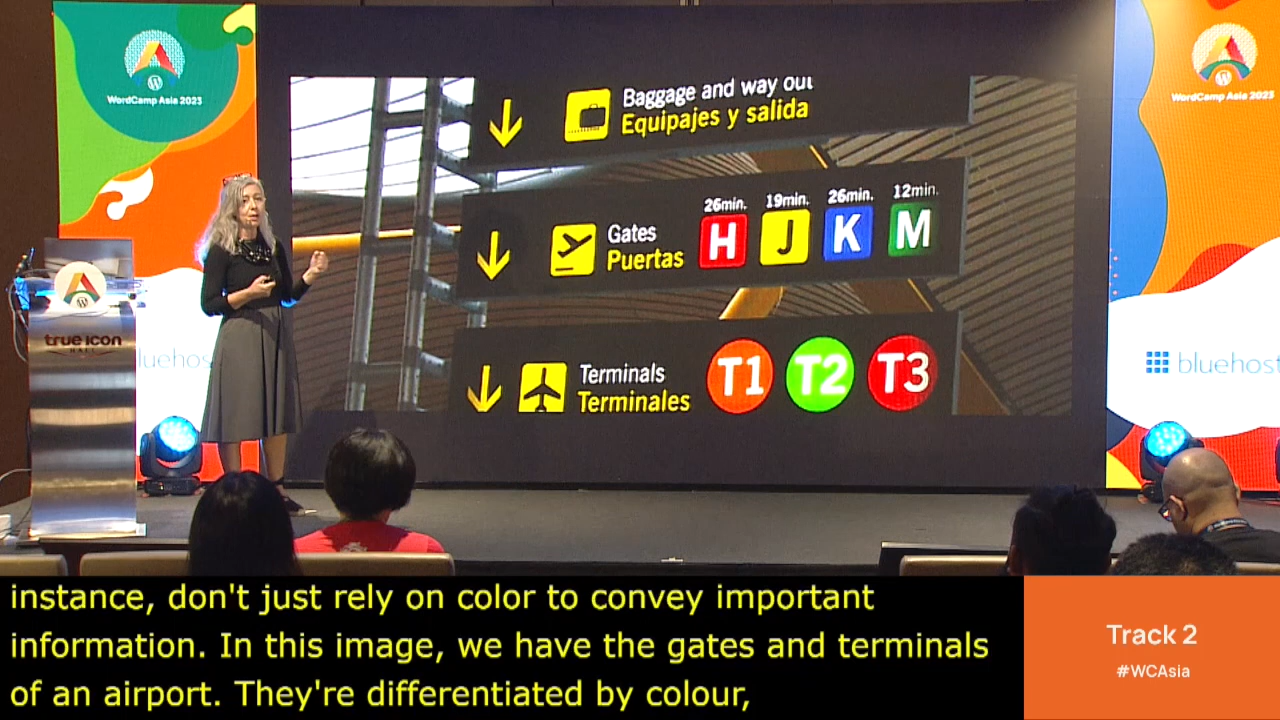 WordCamp Asia 2023
WordCamp Asia 2023
Baggage and way out
Equipajes y salida
26min. 19min. 26min. 12min.
Gates
Puertas
H J K M
Terminals
Terminales
T1 T2 T3
true icon
HALL
bluehost
bluehost
instance, don't just rely on color to convey important
information. In this image, we have the gates and terminals
of an airport. They're differentiated by colour,
Track 2
#WCAsia